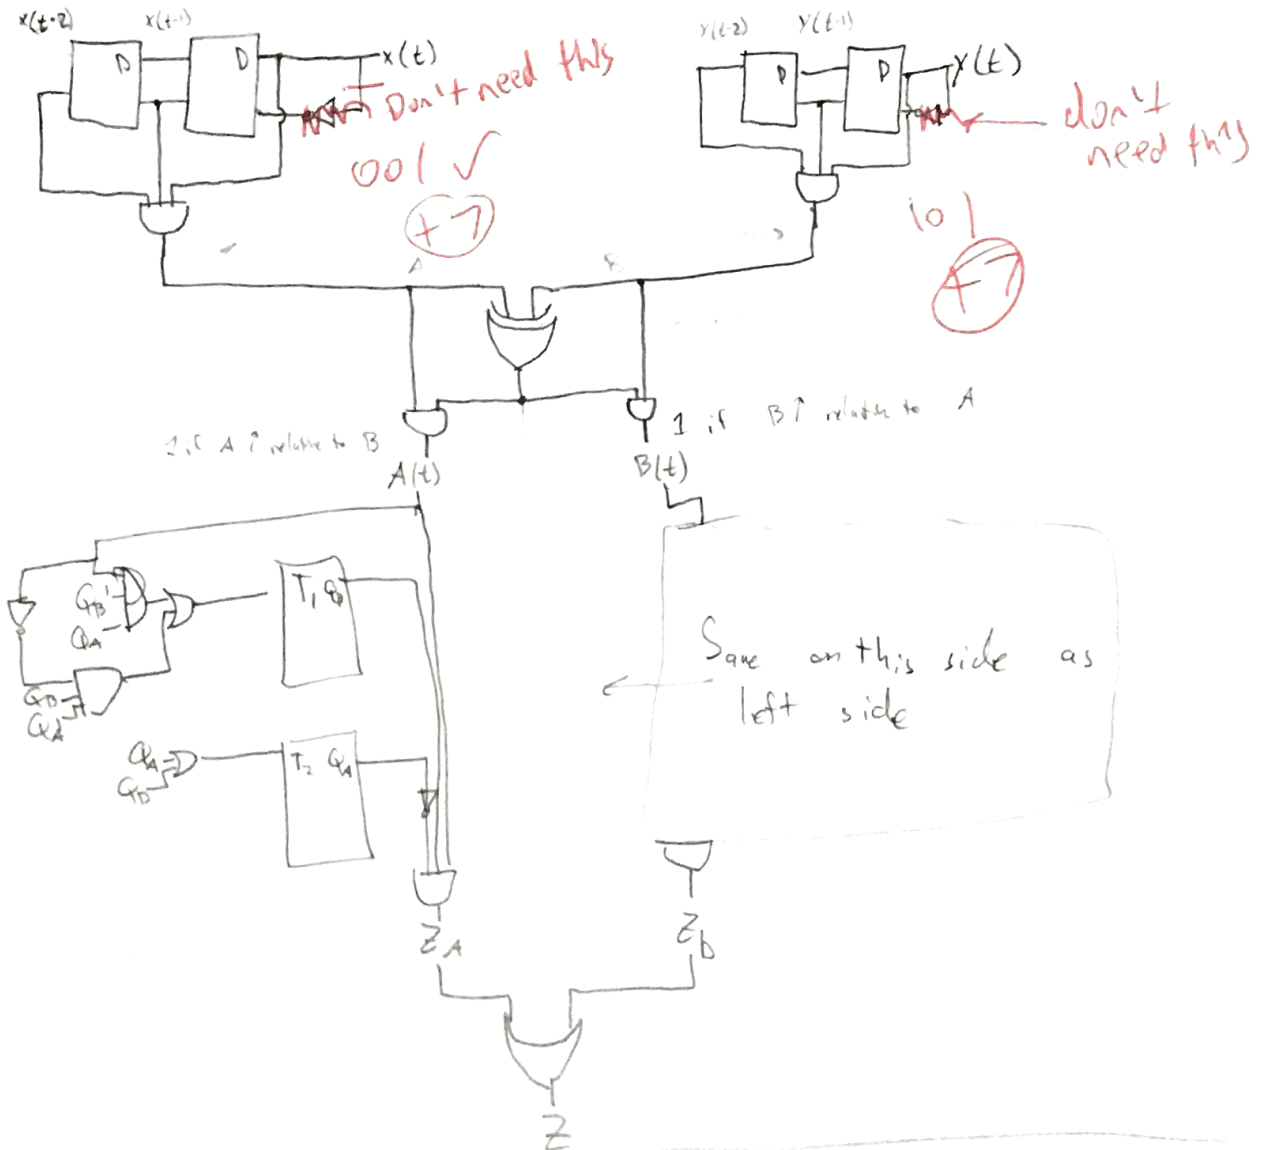 x(t-2) x(t-1)
D D x(t)
Don't need this
001 ✓
+7
y(t-2) y(t-1)
D D y(t)
don't
need this
101
+7
A B
1 if A↑ relative to B
1 if B↑ relative to A
A(t) B(t)
QB'
QA
T1 QB
QB
QA
QA
QB
T2 QA
Same on this side as
left side
ZA Zb
Z